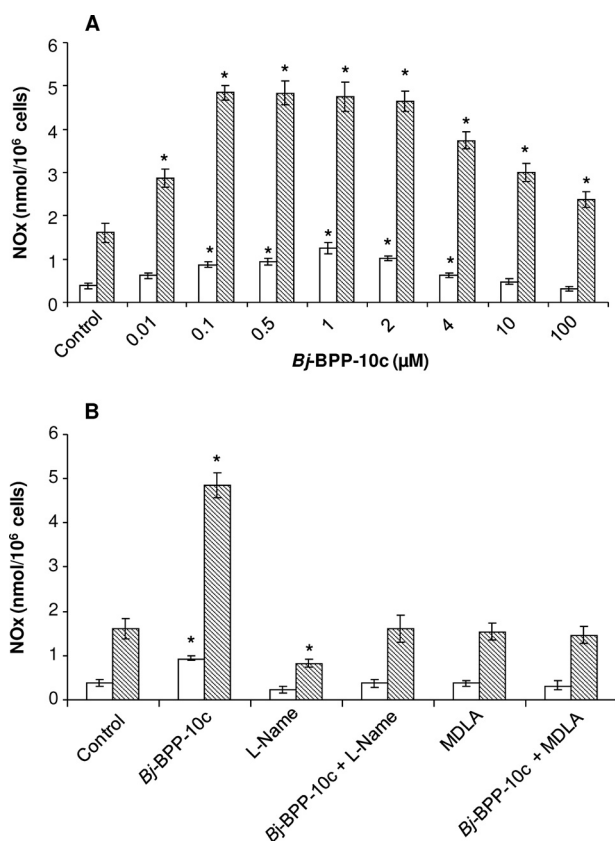 A
NOx (nmol/10⁶ cells)
6
5
4
3
2
1
0
* * * * * * * *
* * * * *
Control 0.01 0.1 0.5 1 2 4 10 100
Bj-BPP-10c (µM)
B
NOx (nmol/10⁶ cells)
6
5
4
3
2
1
0
* * *
Control Bj-BPP-10c L-Name Bj-BPP-10c + L-Name MDLA Bj-BPP-10c + MDLA